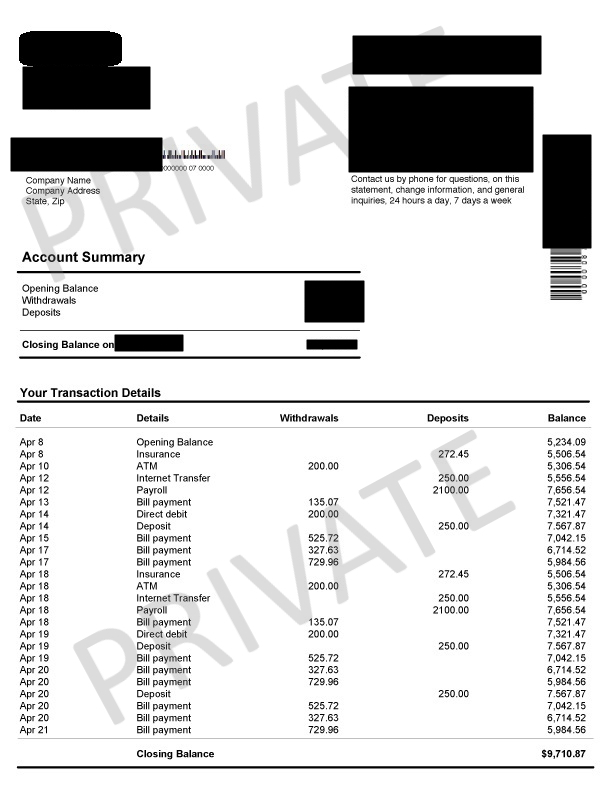 000000 07 0000
Company Name
Company Address
State, Zip
Contact us by phone for questions, on this
statement, change information, and general
inquiries, 24 hours a day, 7 days a week
PRIVATE
Account Summary
Opening Balance
Withdrawals
Deposits
Closing Balance on
Your Transaction Details
Date Details Withdrawals Deposits Balance
Apr 8 Opening Balance 5,234.09
Apr 8 Insurance 272.45 5,506.54
Apr 10 ATM 200.00 5,306.54
Apr 12 Internet Transfer 250.00 5,556.54
Apr 12 Payroll 2100.00 7,656.54
Apr 13 Bill payment 135.07 7,521.47
Apr 14 Direct debit 200.00 7,321.47
Apr 14 Deposit 250.00 7.567.87
Apr 15 Bill payment 525.72 7,042.15
Apr 17 Bill payment 327.63 6,714.52
Apr 17 Bill payment 729.96 5,984.56
Apr 18 Insurance 272.45 5,506.54
Apr 18 ATM 200.00 5,306.54
Apr 18 Internet Transfer 250.00 5,556.54
Apr 18 Payroll 2100.00 7,656.54
Apr 18 Bill payment 135.07 7,521.47
Apr 19 Direct debit 200.00 7,321.47
Apr 19 Deposit 250.00 7.567.87
Apr 19 Bill payment 525.72 7,042.15
Apr 20 Bill payment 327.63 6,714.52
Apr 20 Bill payment 729.96 5,984.56
Apr 20 Deposit 250.00 7.567.87
Apr 20 Bill payment 525.72 7,042.15
Apr 20 Bill payment 327.63 6,714.52
Apr 21 Bill payment 729.96 5,984.56
PRIVATE
Closing Balance $9,710.87